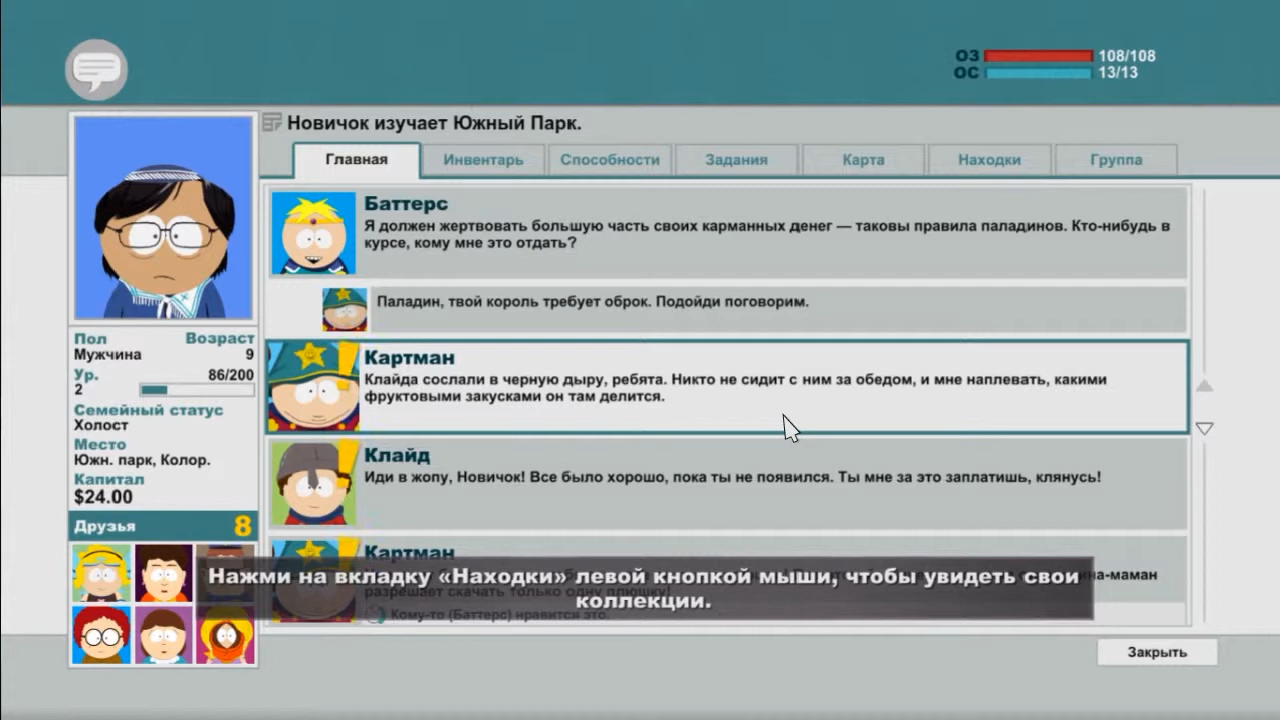 ОЗ 108/108
ОС 13/13
Новичок изучает Южный Парк.
Главная Инвентарь Способности Задания Карта Находки Группа
Баттерс
Я должен жертвовать большую часть своих карманных денег — таковы правила паладинов. Кто-нибудь в
курсе, кому мне это отдать?
Паладин, твой король требует оброк. Подойди поговорим.
Картман
Клайда сослали в черную дыру, ребята. Никто не сидит с ним за обедом, и мне наплевать, какими
фруктовыми закусками он там делится.
Клайд
Иди в жопу, Новичок! Все было хорошо, пока ты не появился. Ты мне за это заплатишь, клянусь!
Картман
разрешает скачать только одну плюшку!
Кому-то (Баттерс) нравится это.
Пол Возраст
Мужчина 9
Ур. 86/200
2
Семейный статус
Холост
Место
Южн. парк, Колор.
Капитал
$24.00
Друзья 8
Нажми на вкладку «Находки» левой кнопкой мыши, чтобы увидеть свои
коллекции.
Закрыть